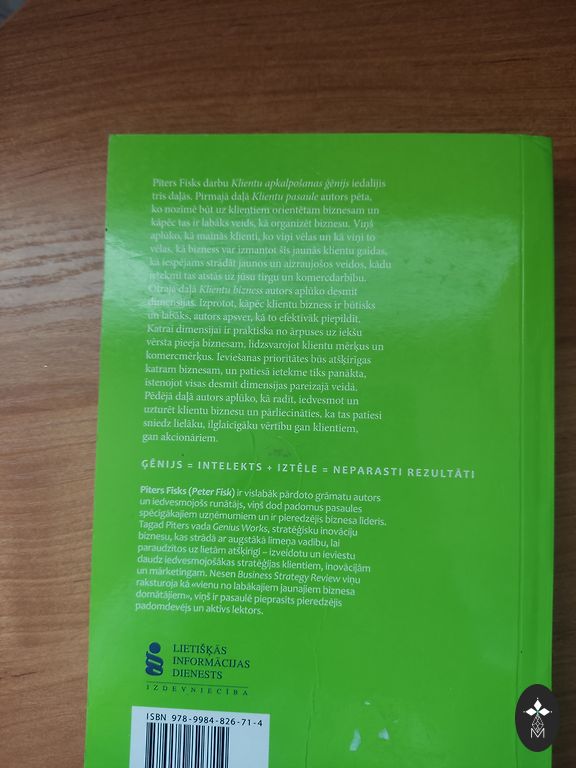 Pīters Fisks darbu Klientu apkalpošanas ģēnijs iedalījis
trīs daļās. Pirmajā daļā Klientu pasaule autors pēta,
ko nozīmē būt uz klientiem orientētam biznesam un
kāpēc tas ir labāks veids, kā organizēt biznesu. Viņš
aplūko, kā mainās klienti, ko viņi vēlas un kā viņi to
vēlas, kā bizness var izmantot šīs jaunās klientu gaidas,
kā iespējams strādāt jaunos un aizraujošos veidos, kādu
ietekmi tas atstās uz jūsu tirgu un komercdarbību.
Otrajā daļā Klientu bizness autors aplūko desmit
dimensijas. Izprotot, kāpēc klientu bizness ir būtisks
un labāks, autors apsver, kā to efektīvāk piepildīt.
Katrai dimensijai ir praktiska no ārpuses uz iekšu
vērsta pieeja biznesam, līdzsvarojot klientu mērķus un
komercmērķus. Ieviešanas prioritātes būs atšķirīgas
katram biznesam, un patiesā ietekme tiks panākta,
īstenojot visas desmit dimensijas pareizajā veidā.
Pēdējā daļā autors aplūko, kā radīt, iedvesmot un
uzturēt klientu biznesu un pārliecināties, ka tas patiesi
sniedz lielāku, ilglaicīgāku vērtību gan klientiem,
gan akcionāriem.
ĢĒNIJS = INTELEKTS + IZTĒLE = NEPARASTI REZULTĀTI
Pīters Fisks (Peter Fisk) ir vislabāk pārdoto grāmatu autors
un iedvesmojošs runātājs, viņš dod padomus pasaules
spēcīgākajiem uzņēmumiem un ir pieredzējis biznesa līderis.
Tagad Pīters vada Genius Works, stratēģisku inovāciju
biznesu, kas strādā ar augstākā līmeņa vadību, lai
paraudzītos uz lietām atšķirīgi – izveidotu un ieviestu
daudz iedvesmojošākas stratēģijas klientiem, inovācijām
un mārketingam. Nesen Business Strategy Review viņu
raksturoja kā «vienu no labākajiem jaunajiem biznesa
domātājiem», viņš ir pasaulē pieprasīts pieredzējis
padomdevējs un aktīvs lektors.
LIETIŠĶĀS
INFORMĀCIJAS
DIENESTS
IZDEVNIECĪBA
ISBN 978-9984-826-71-4